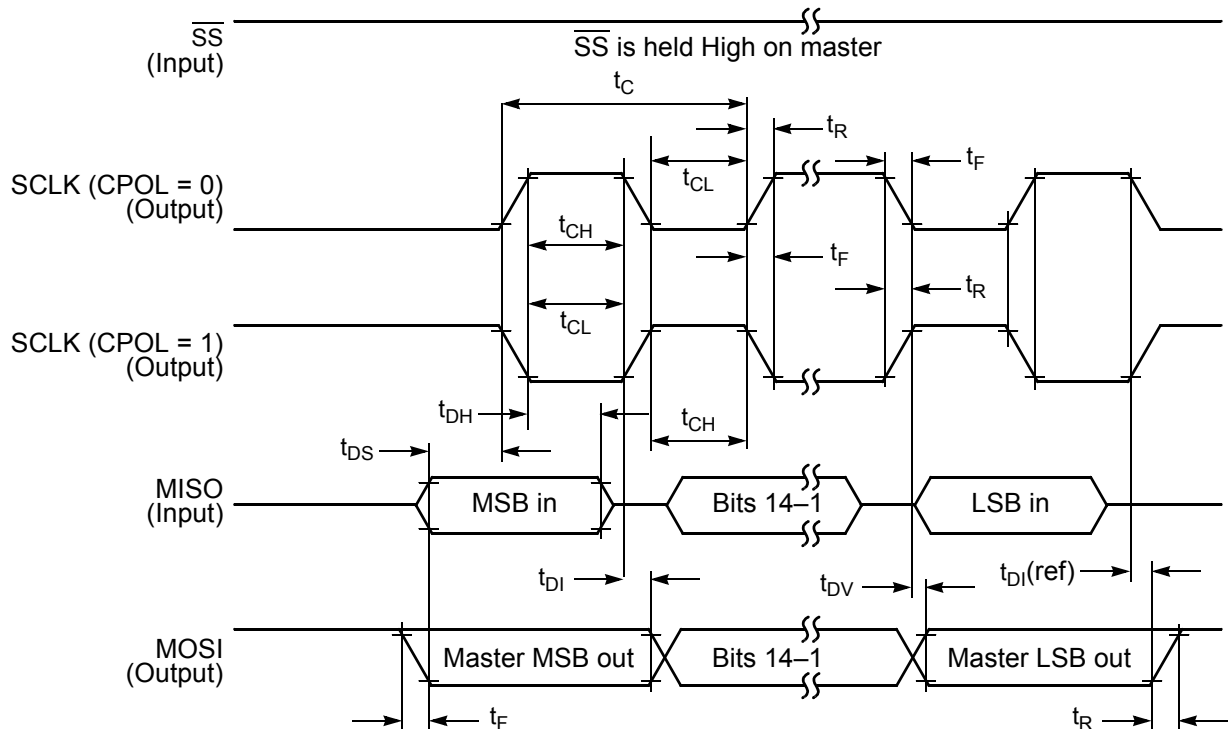 SS
(Input)
SS is held High on master
tC
tR
tF
SCLK (CPOL = 0)
(Output)
tCL
tCH
tF
tR
tCL
SCLK (CPOL = 1)
(Output)
tDH
tCH
tDS
MISO
(Input)
MSB in
Bits 14–1
LSB in
tDI
tDV
tDI(ref)
MOSI
(Output)
Master MSB out
Bits 14–1
Master LSB out
tF
tR